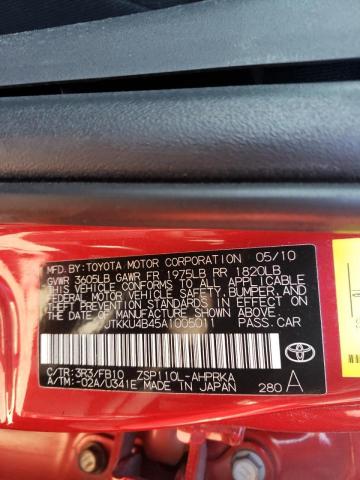 MFD. BY: TOYOTA MOTOR CORPORATION 05/10
GVWR 3605LB GAWR FR 1975LB RR 1820LB
THIS VEHICLE CONFORMS TO ALL APPLICABLE
FEDERAL MOTOR VEHICLE SAFETY, BUMPER, AND
THEFT PREVENTION STANDARDS IN EFFECT ON
THE DATE OF MANUFACTURE SHOWN ABOVE.
JTKKU4B45A1005011 PASS. CAR
C/TR: 3R3/FB10 ZSP110L-AHPRKA
A/TM: -02A/U341E MADE IN JAPAN 280 A
TOYOTA